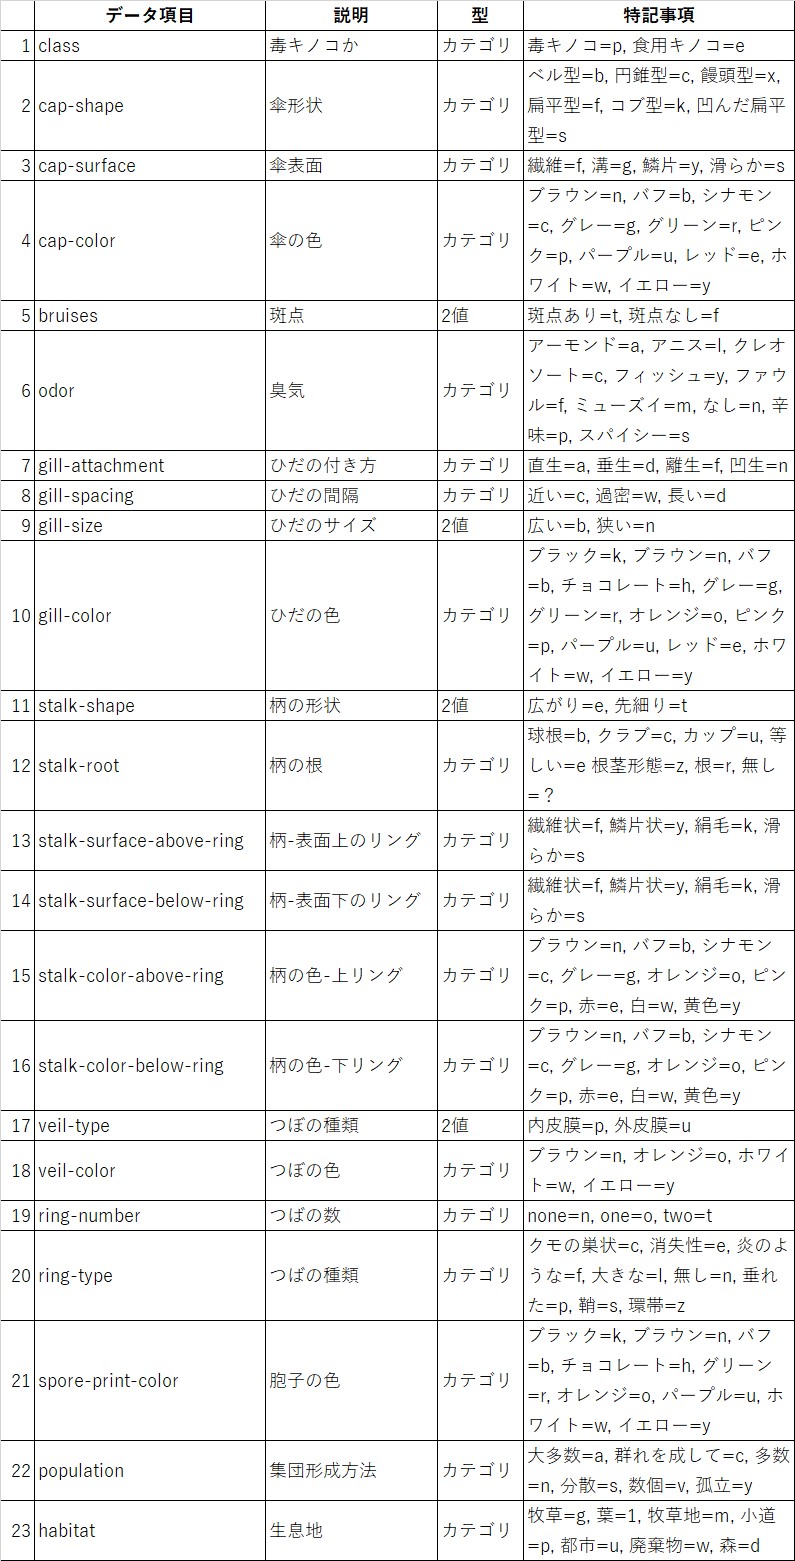 データ項目 説明 型 特記事項
1 class 毒キノコか カテゴリ 毒キノコ=p, 食用キノコ=e
2 cap-shape 傘形状 カテゴリ ベル型=b, 円錐型=c, 饅頭型=x,
扁平型=f, コブ型=k, 凹んだ扁平
型=s
3 cap-surface 傘表面 カテゴリ 繊維=f, 溝=g, 鱗片=y, 滑らか=s
4 cap-color 傘の色 カテゴリ ブラウン=n, バフ=b, シナモン
=c, グレー=g, グリーン=r, ピン
ク=p, パープル=u, レッド=e, ホ
ワイト=w, イエロー=y
5 bruises 斑点 2値 斑点あり=t, 斑点なし=f
6 odor 臭気 カテゴリ アーモンド=a, アニス=l, クレオ
ソート=c, フィッシュ=y, ファウ
ル=f, ミューズイ=m, なし=n, 辛
味=p, スパイシー=s
7 gill-attachment ひだの付き方 カテゴリ 直生=a, 垂生=d, 離生=f, 凹生=n
8 gill-spacing ひだの間隔 カテゴリ 近い=c, 過密=w, 長い=d
9 gill-size ひだのサイズ 2値 広い=b, 狭い=n
10 gill-color ひだの色 カテゴリ ブラック=k, ブラウン=n, バフ
=b, チョコレート=h, グレー=g,
グリーン=r, オレンジ=o, ピンク
=p, パープル=u, レッド=e, ホワ
イト=w, イエロー=y
11 stalk-shape 柄の形状 2値 広がり=e, 先細り=t
12 stalk-root 柄の根 カテゴリ 球根=b, クラブ=c, カップ=u, 等
しい=e 根茎形態=z, 根=r, 無し
=？
13 stalk-surface-above-ring 柄-表面上のリング カテゴリ 繊維状=f, 鱗片状=y, 絹毛=k, 滑
らか=s
14 stalk-surface-below-ring 柄-表面下のリング カテゴリ 繊維状=f, 鱗片状=y, 絹毛=k, 滑
らか=s
15 stalk-color-above-ring 柄の色-上リング カテゴリ ブラウン=n, バフ=b, シナモン
=c, グレー=g, オレンジ=o, ピン
ク=p, 赤=e, 白=w, 黄色=y
16 stalk-color-below-ring 柄の色-下リング カテゴリ ブラウン=n, バフ=b, シナモン
=c, グレー=g, オレンジ=o, ピン
ク=p, 赤=e, 白=w, 黄色=y
17 veil-type つぼの種類 2値 内皮膜=p, 外皮膜=u
18 veil-color つぼの色 カテゴリ ブラウン=n, オレンジ=o, ホワイ
ト=w, イエロー=y
19 ring-number つばの数 カテゴリ none=n, one=o, two=t
20 ring-type つばの種類 カテゴリ クモの巣状=c, 消失性=e, 炎のよ
うな=f, 大きな=l, 無し=n, 垂れ
た=p, 鞘=s, 環帯=z
21 spore-print-color 胞子の色 カテゴリ ブラック=k, ブラウン=n, バフ
=b, チョコレート=h, グリーン
=r, オレンジ=o, パープル=u, ホ
ワイト=w, イエロー=y
22 population 集団形成方法 カテゴリ 大多数=a, 群れを成して=c, 多数
=n, 分散=s, 数個=v, 孤立=y
23 habitat 生息地 カテゴリ 牧草=g, 葉=1, 牧草地=m, 小道
=p, 都市=u, 廃棄物=w, 森=d